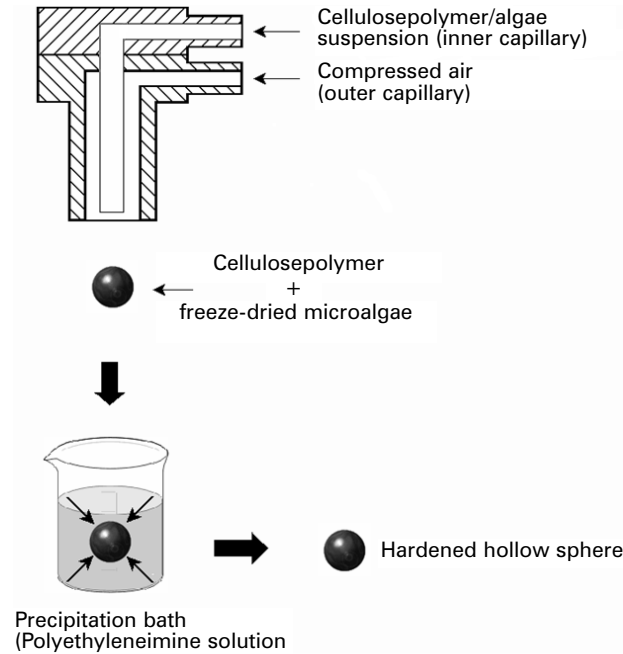 Cellulosepolymer/algae
suspension (inner capillary)
Compressed air
(outer capillary)
Cellulosepolymer
+
freeze-dried microalgae
Hardened hollow sphere
Precipitation bath
(Polyethyleneimine solution